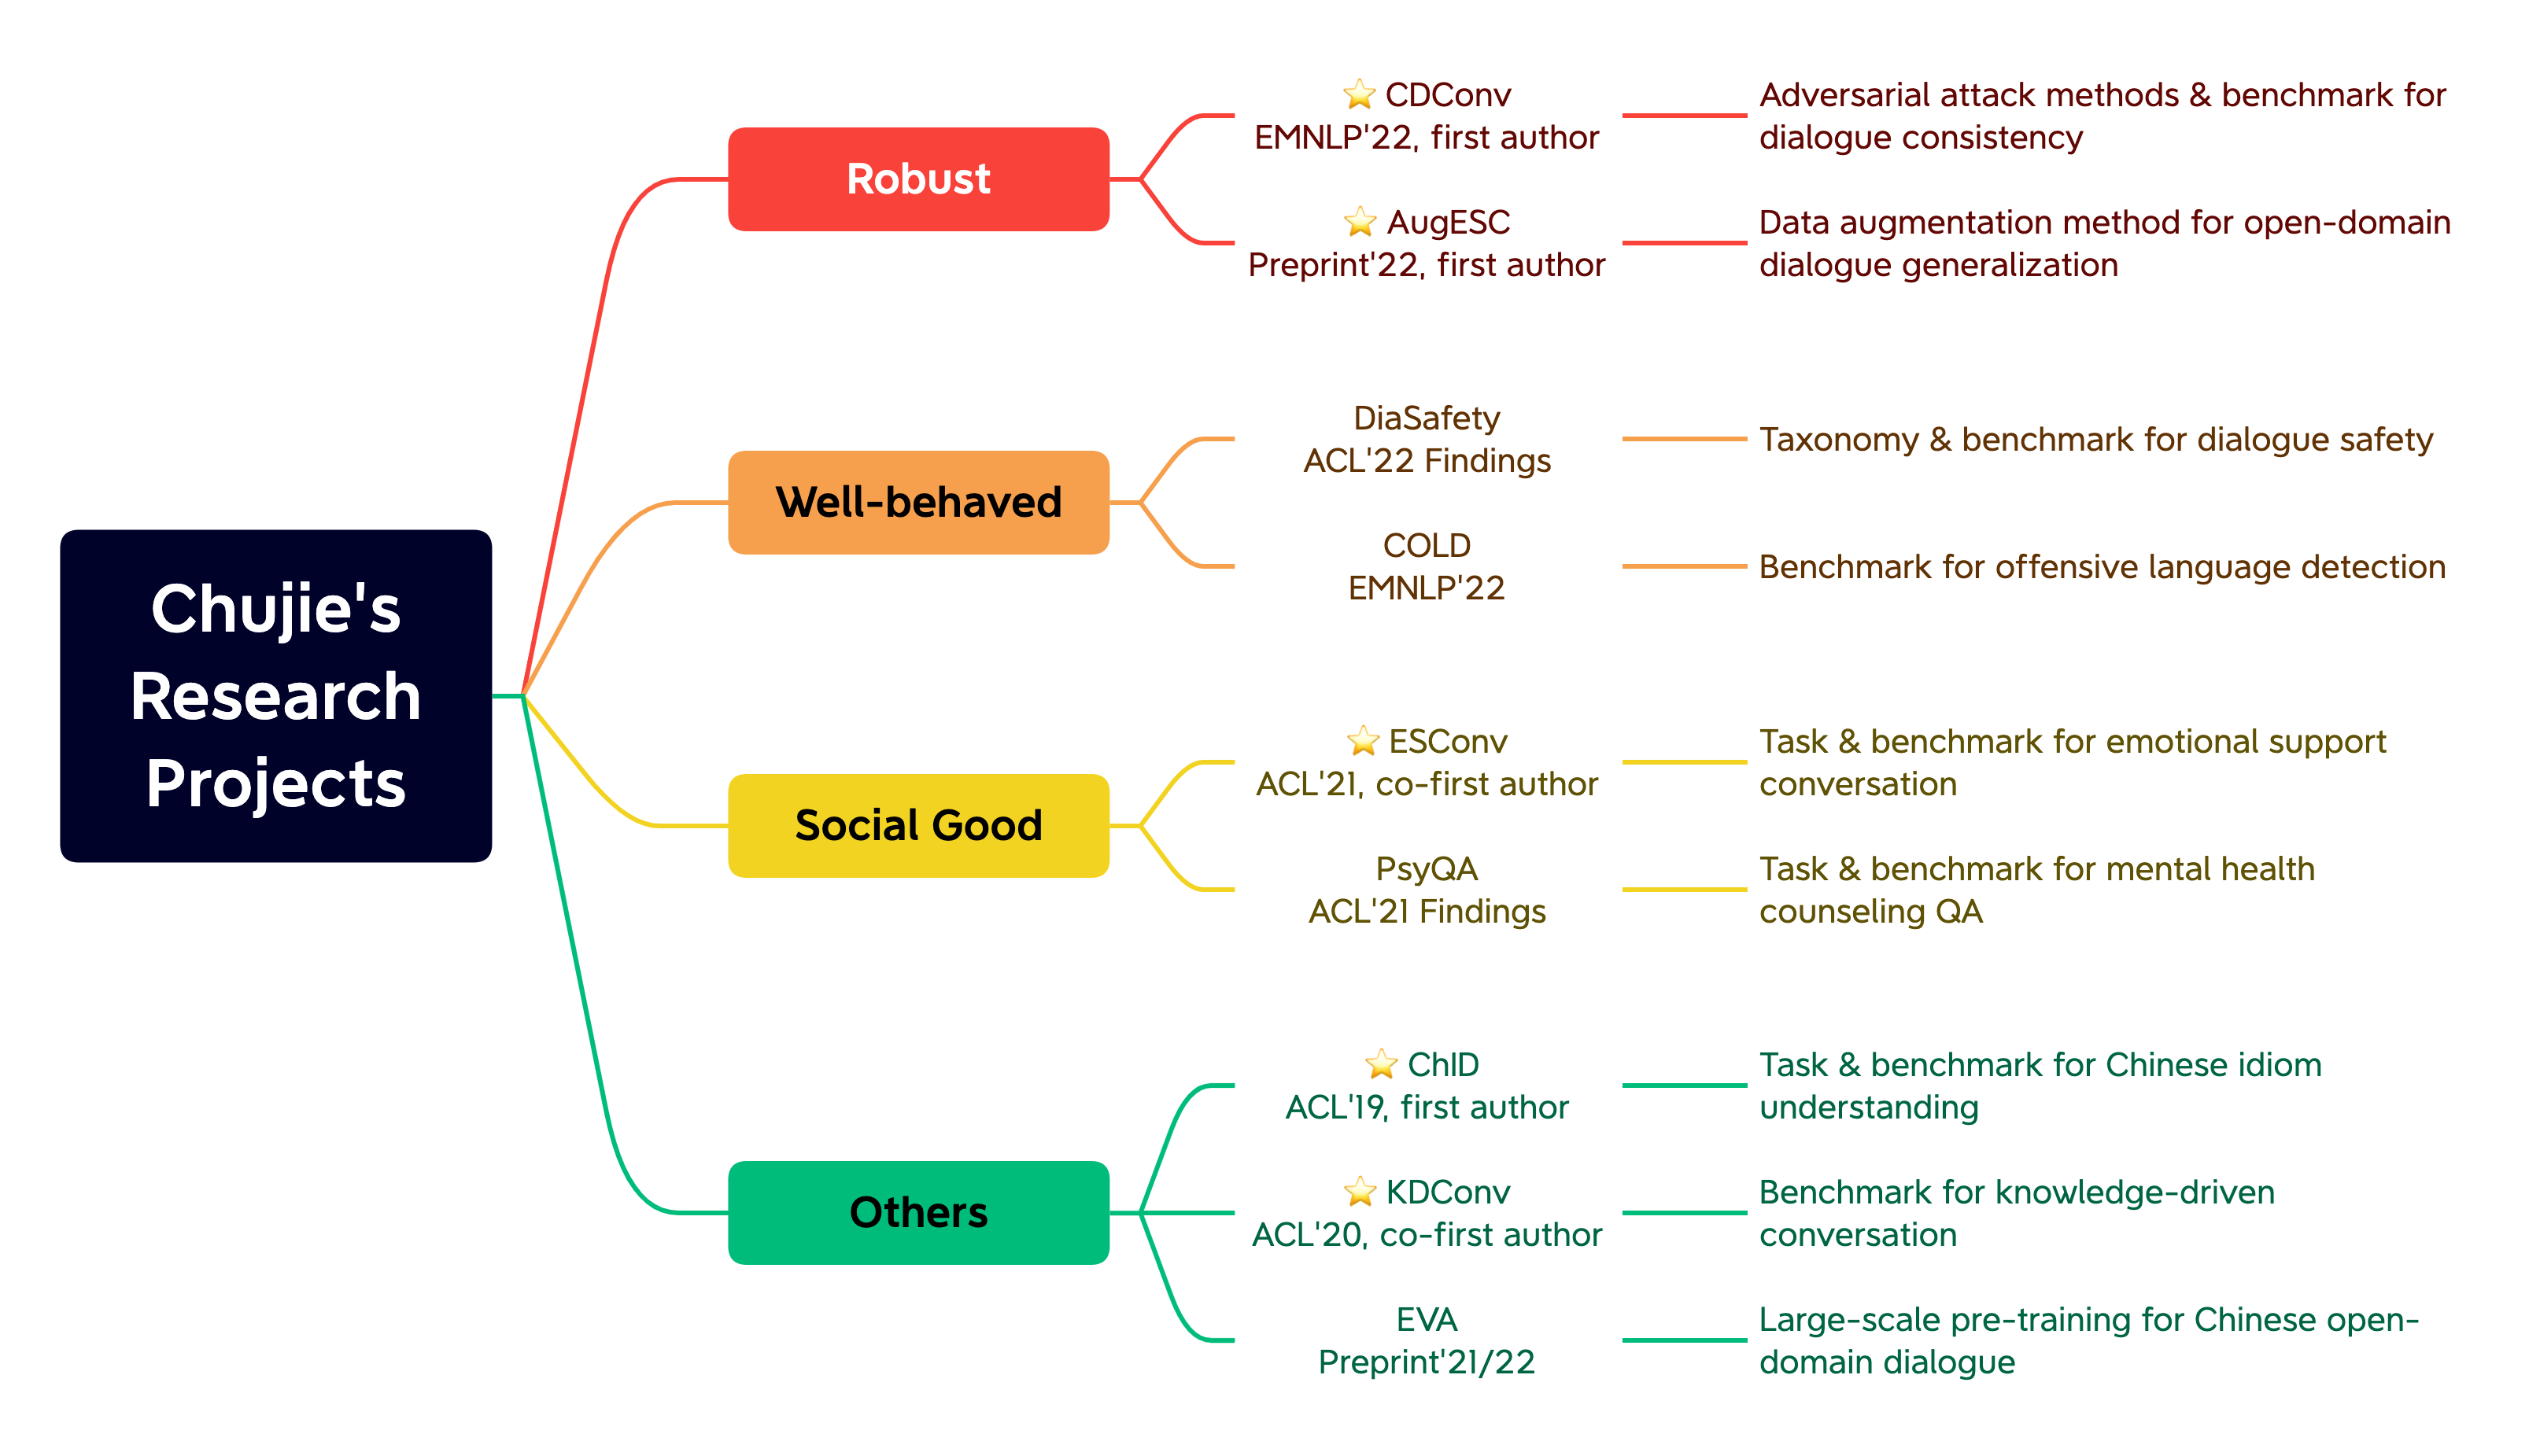 Chujie's
Research
Projects
Robust
⭐ CDConv
EMNLP'22, first author
Adversarial attack methods & benchmark for
dialogue consistency
⭐ AugESC
Preprint'22, first author
Data augmentation method for open-domain
dialogue generalization
Well-behaved
DiaSafety
ACL'22 Findings
Taxonomy & benchmark for dialogue safety
COLD
EMNLP'22
Benchmark for offensive language detection
Social Good
⭐ ESConv
ACL'21, co-first author
Task & benchmark for emotional support
conversation
PsyQA
ACL'21 Findings
Task & benchmark for mental health
counseling QA
Others
⭐ ChID
ACL'19, first author
Task & benchmark for Chinese idiom
understanding
⭐ KDConv
ACL'20, co-first author
Benchmark for knowledge-driven
conversation
EVA
Preprint'21/22
Large-scale pre-training for Chinese open-
domain dialogue